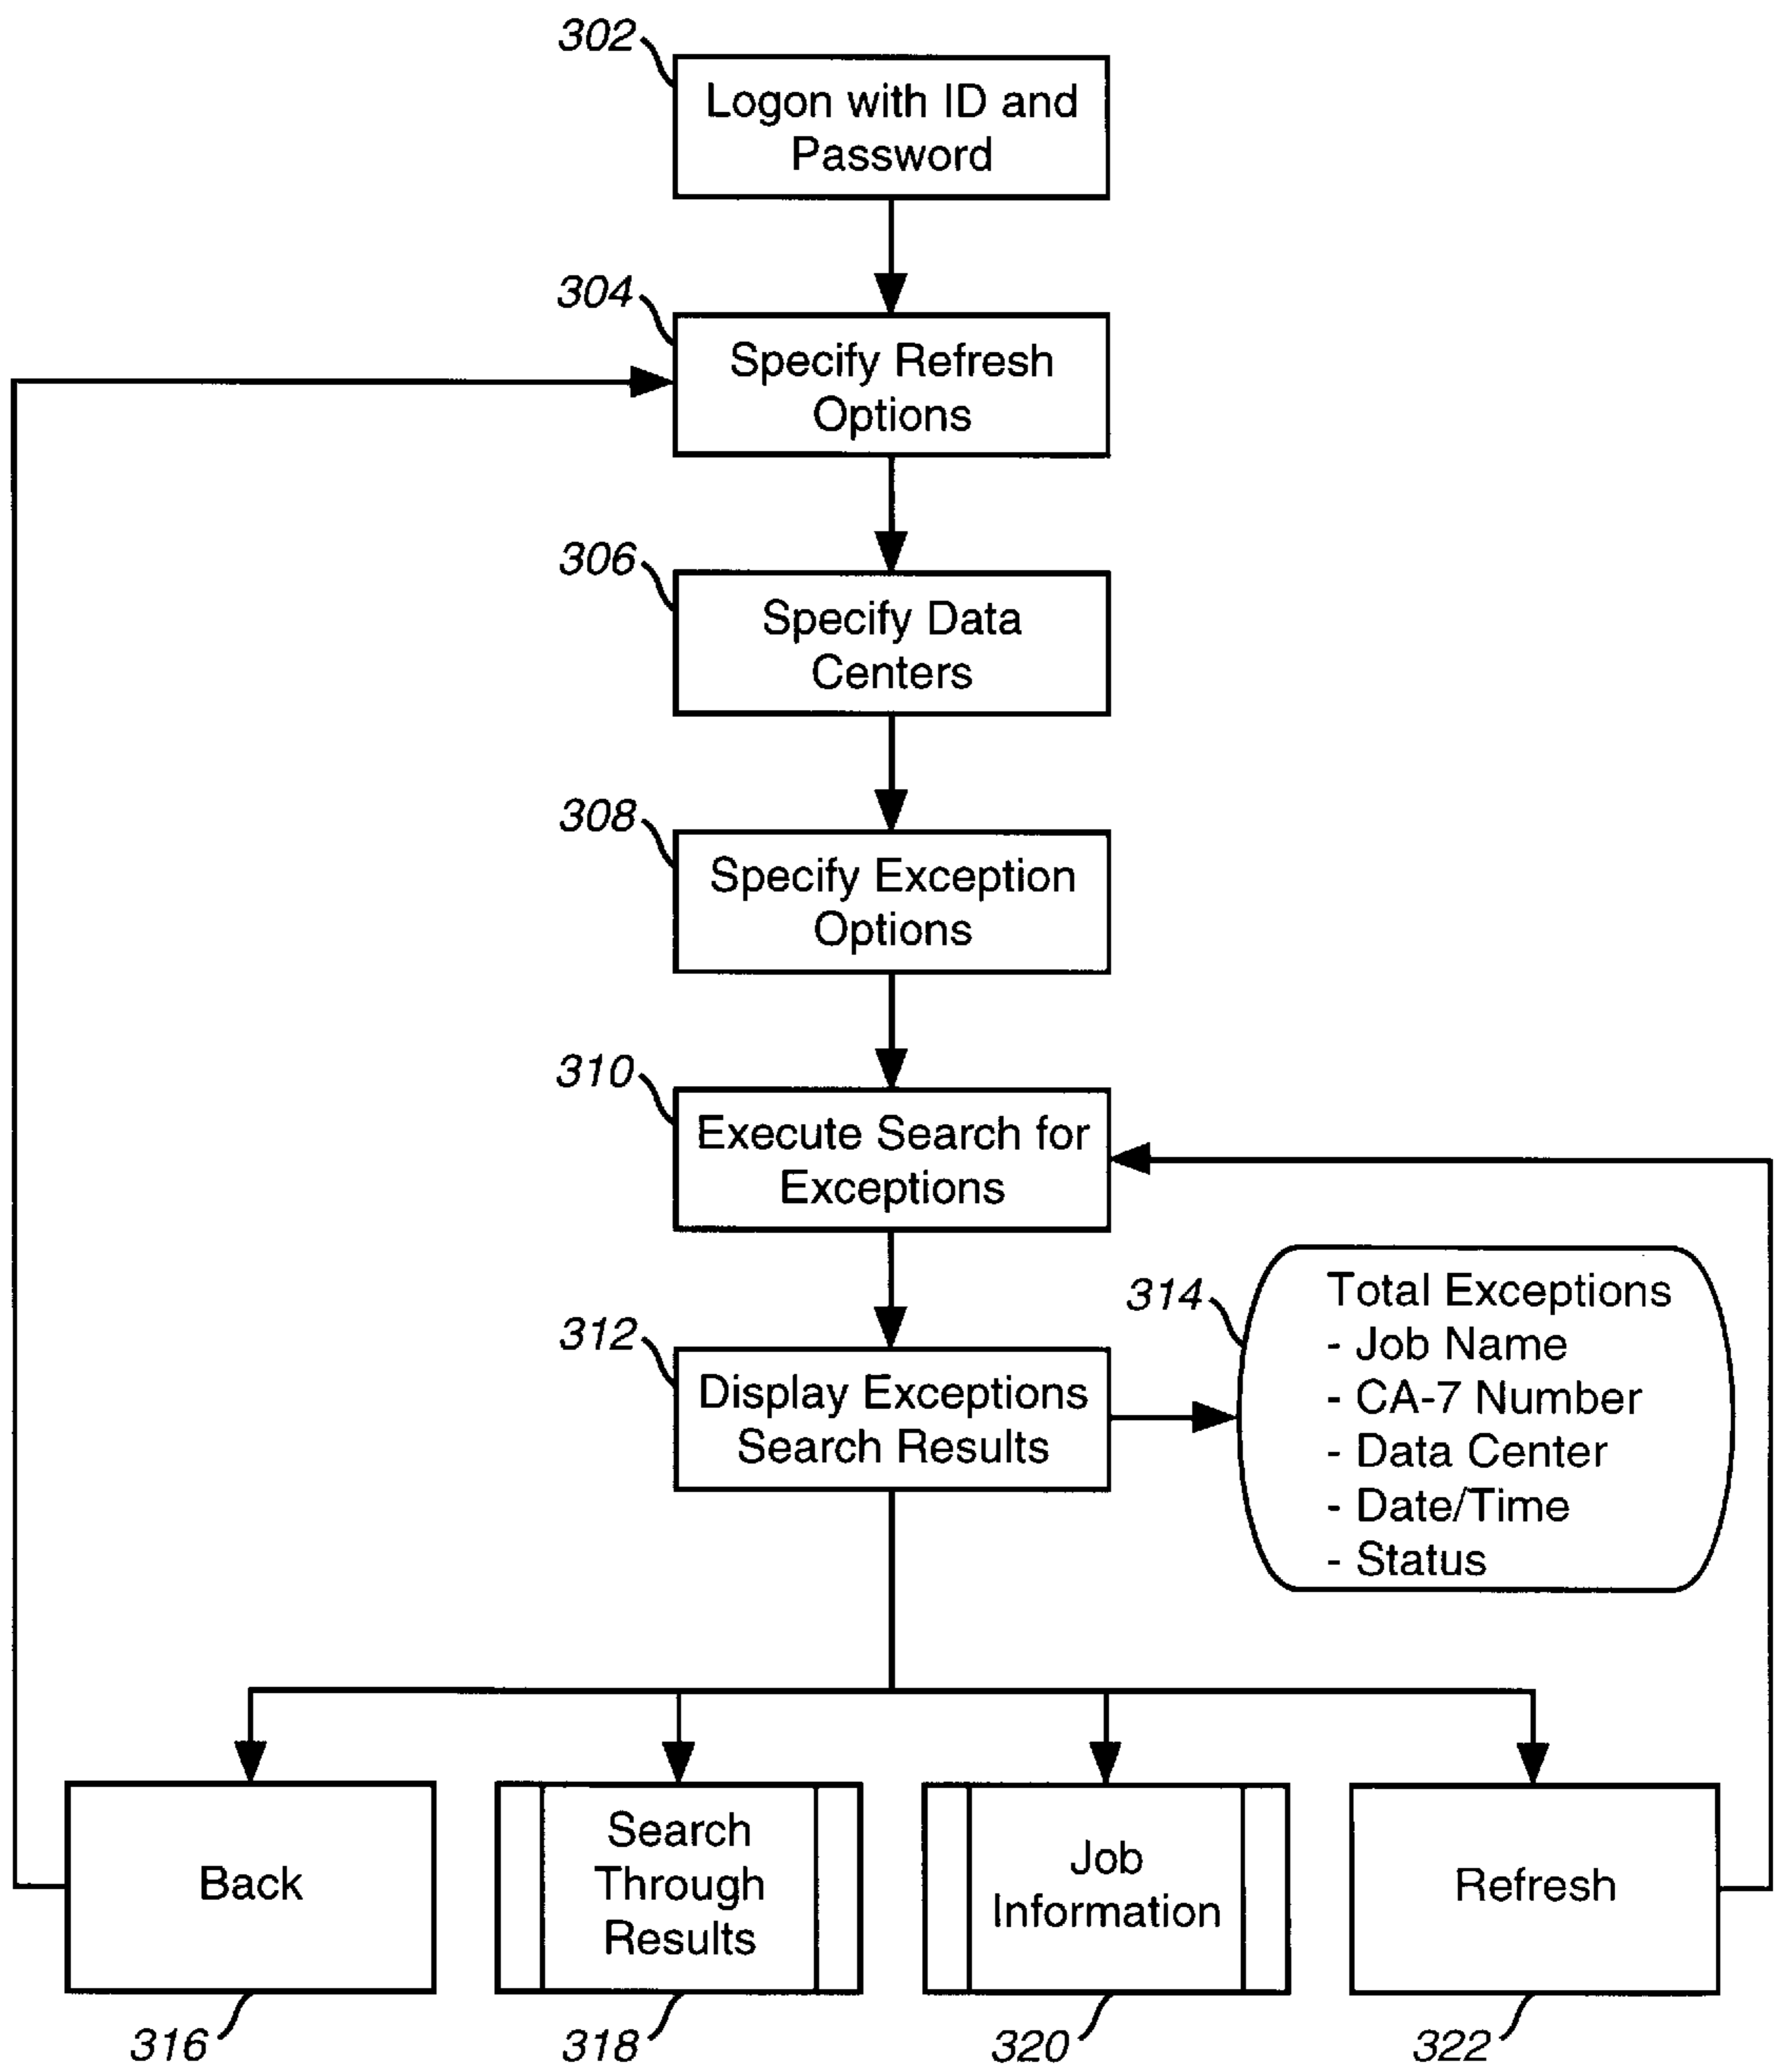 302
Logon with ID and
Password
304
Specify Refresh
Options
306
Specify Data
Centers
308
Specify Exception
Options
310
Execute Search for
Exceptions
312
Display Exceptions
Search Results
314
Total Exceptions
- Job Name
- CA-7 Number
- Data Center
- Date/Time
- Status
Back
316
Search
Through
Results
318
Job
Information
320
Refresh
322